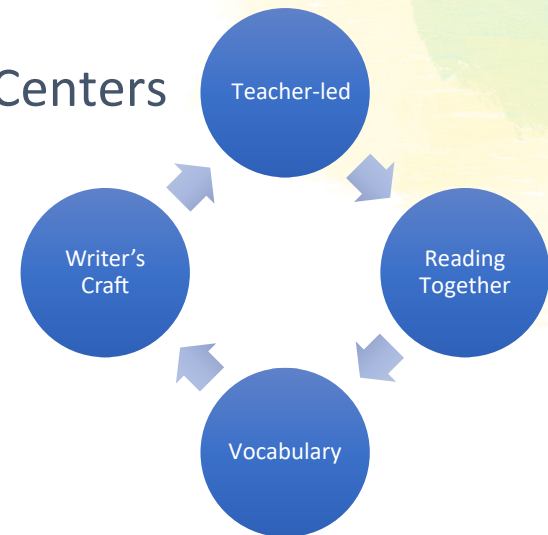 Centers
Teacher-led
Reading
Together
Vocabulary
Writer’s
Craft